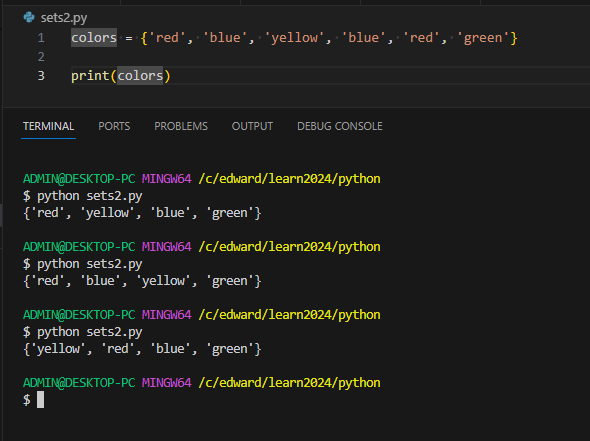 sets2.py
1 colors = {'red', 'blue', 'yellow', 'blue', 'red', 'green'}
2
3 print(colors)
TERMINAL PORTS PROBLEMS OUTPUT DEBUG CONSOLE
ADMIN@DESKTOP-PC MINGW64 /c/edward/learn2024/python
$ python sets2.py
{'red', 'yellow', 'blue', 'green'}
ADMIN@DESKTOP-PC MINGW64 /c/edward/learn2024/python
$ python sets2.py
{'red', 'blue', 'yellow', 'green'}
ADMIN@DESKTOP-PC MINGW64 /c/edward/learn2024/python
$ python sets2.py
{'yellow', 'red', 'blue', 'green'}
ADMIN@DESKTOP-PC MINGW64 /c/edward/learn2024/python
$